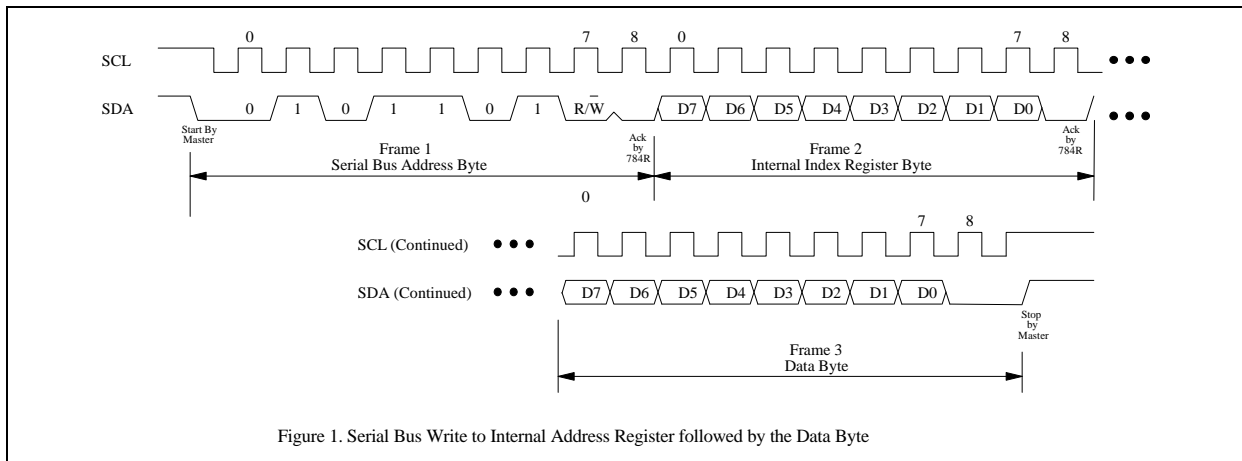 0 7 8 0 7 8
SCL
SDA 0 1 0 1 1 0 1 R/W̅ D7 D6 D5 D4 D3 D2 D1 D0
Start By
Master
Ack
by
784R
Ack
by
784R
Frame 1
Serial Bus Address Byte
Frame 2
Internal Index Register Byte
0
7 8
SCL (Continued)
SDA (Continued) D7 D6 D5 D4 D3 D2 D1 D0
Stop
by
Master
Frame 3
Data Byte
Figure 1. Serial Bus Write to Internal Address Register followed by the Data Byte